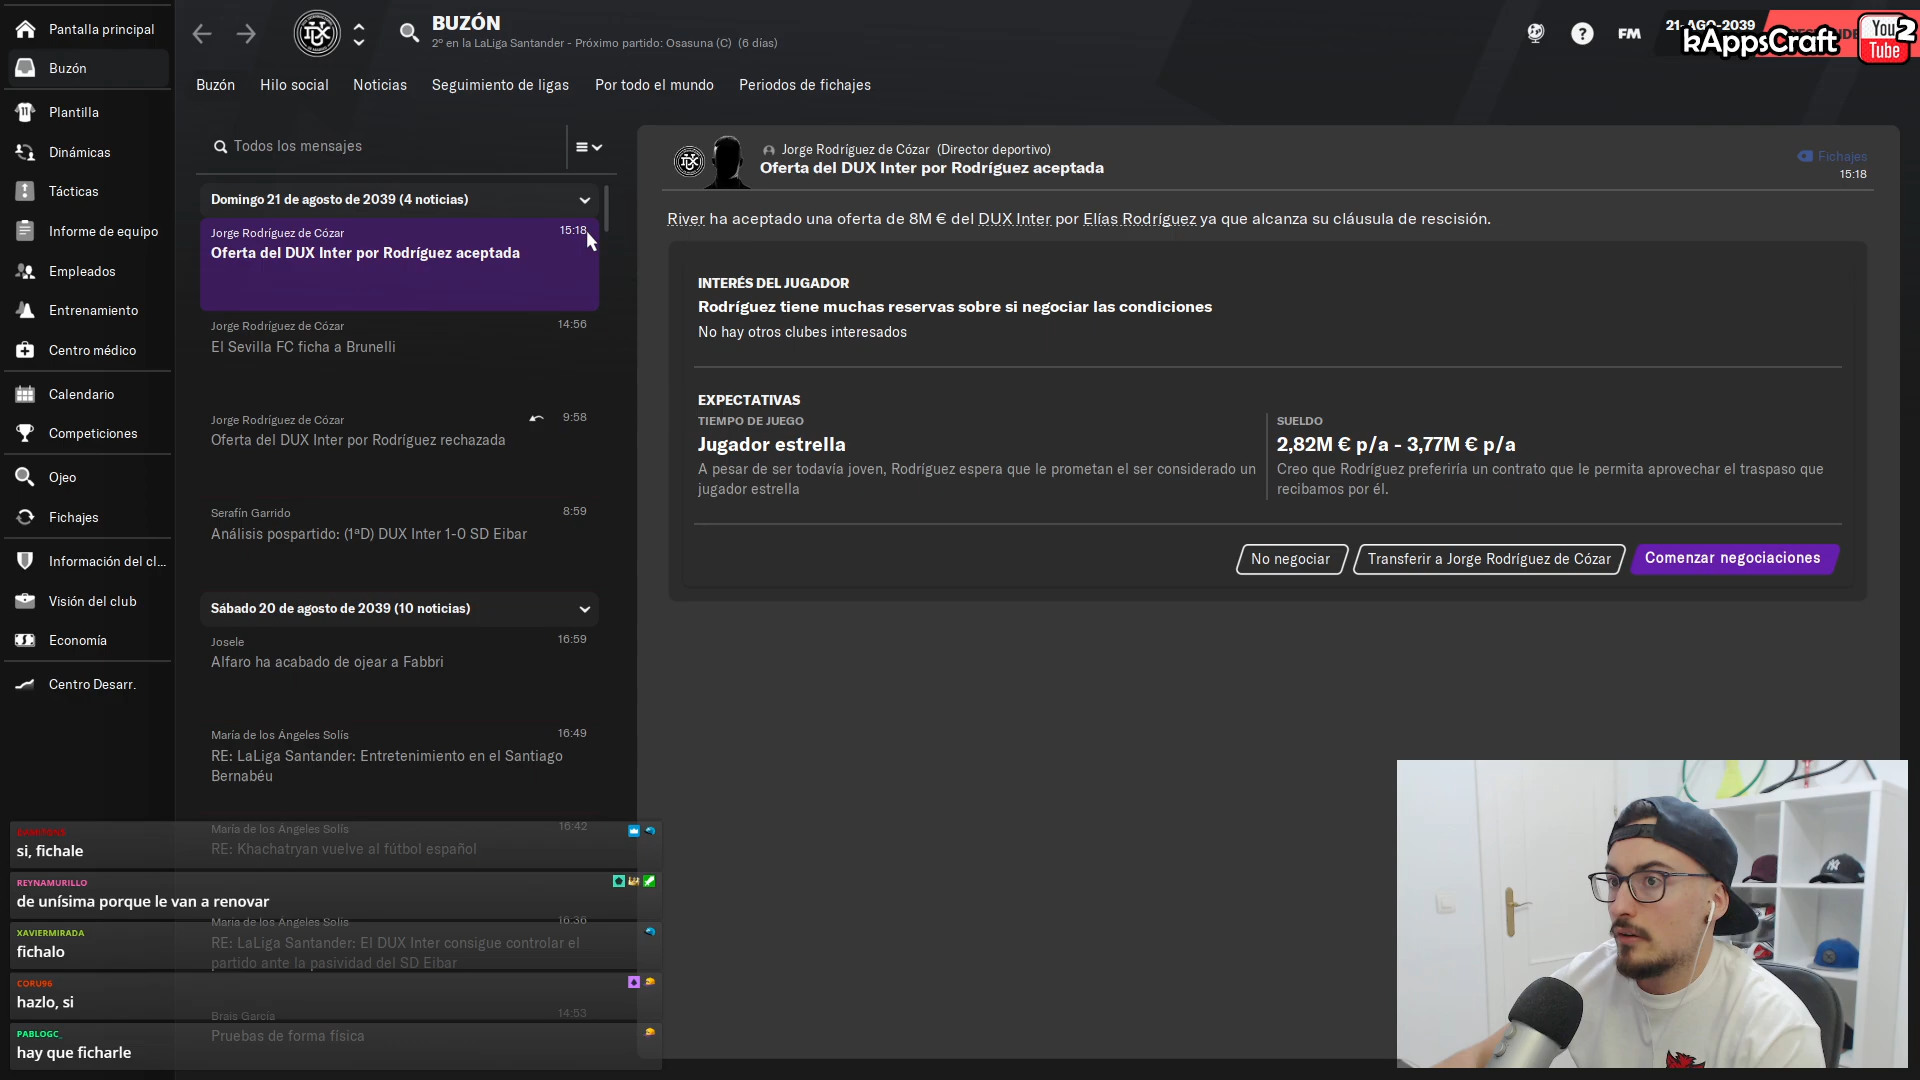 Pantalla principal
Buzón
Plantilla
Dinámicas
Tácticas
Informe de equipo
Empleados
Entrenamiento
Centro médico
Calendario
Competiciones
Ojeo
Fichajes
Información del cl...
Visión del club
Economía
Centro Desarr.
BUZÓN
2º en la LaLiga Santander - Próximo partido: Osasuna (C) (6 días)
FM
21-AGO-2039
kAppsCraft
You 2
Tube
Buzón
Hilo social
Noticias
Seguimiento de ligas
Por todo el mundo
Periodos de fichajes
Todos los mensajes
Domingo 21 de agosto de 2039 (4 noticias)
Jorge Rodríguez de Cózar 15:18
Oferta del DUX Inter por Rodríguez aceptada
Jorge Rodríguez de Cózar 14:56
El Sevilla FC ficha a Brunelli
Jorge Rodríguez de Cózar 9:58
Oferta del DUX Inter por Rodríguez rechazada
Serafín Garrido 8:59
Análisis pospartido: (1ªD) DUX Inter 1-0 SD Eibar
Sábado 20 de agosto de 2039 (10 noticias)
Josele 16:59
Alfaro ha acabado de ojear a Fabbri
María de los Ángeles Solís 16:49
RE: LaLiga Santander: Entretenimiento en el Santiago
Bernabéu
María de los Ángeles Solís 16:42
RE: Khachatryan vuelve al fútbol español
María de los Ángeles Solís 16:36
RE: LaLiga Santander: El DUX Inter consigue controlar el
partido ante la pasividad del SD Eibar
Brais García 14:53
Pruebas de forma física
si, fichale
REYNAMURILLO
de unísima porque le van a renovar
XAVIERMIRADA
fichalo
CORU96
hazlo, si
PABLOGC_
hay que ficharle
Jorge Rodríguez de Cózar (Director deportivo)
Oferta del DUX Inter por Rodríguez aceptada
Fichajes
15:18
River ha aceptado una oferta de 8M € del DUX Inter por Elías Rodríguez ya que alcanza su cláusula de rescisión.
INTERÉS DEL JUGADOR
Rodríguez tiene muchas reservas sobre si negociar las condiciones
No hay otros clubes interesados
EXPECTATIVAS
TIEMPO DE JUEGO
Jugador estrella
A pesar de ser todavía joven, Rodríguez espera que le prometan el ser considerado un
jugador estrella
SUELDO
2,82M € p/a - 3,77M € p/a
Creo que Rodríguez preferiría un contrato que le permita aprovechar el traspaso que
recibamos por él.
No negociar
Transferir a Jorge Rodríguez de Cózar
Comenzar negociaciones